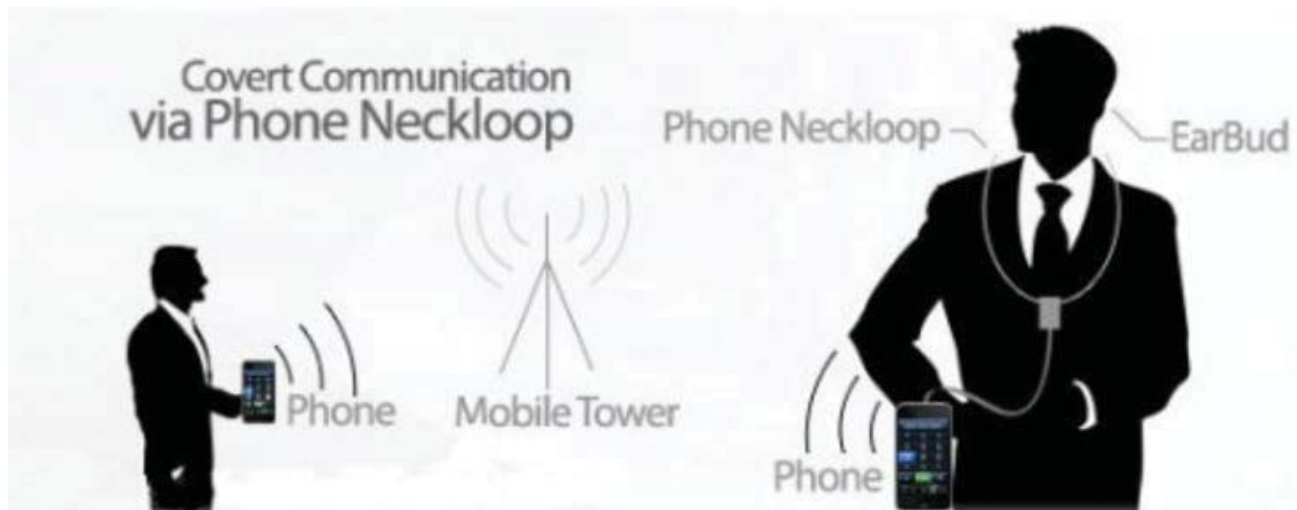 Covert Communication
via Phone Neckloop
Phone Neckloop
EarBud
Phone
Mobile Tower
Phone